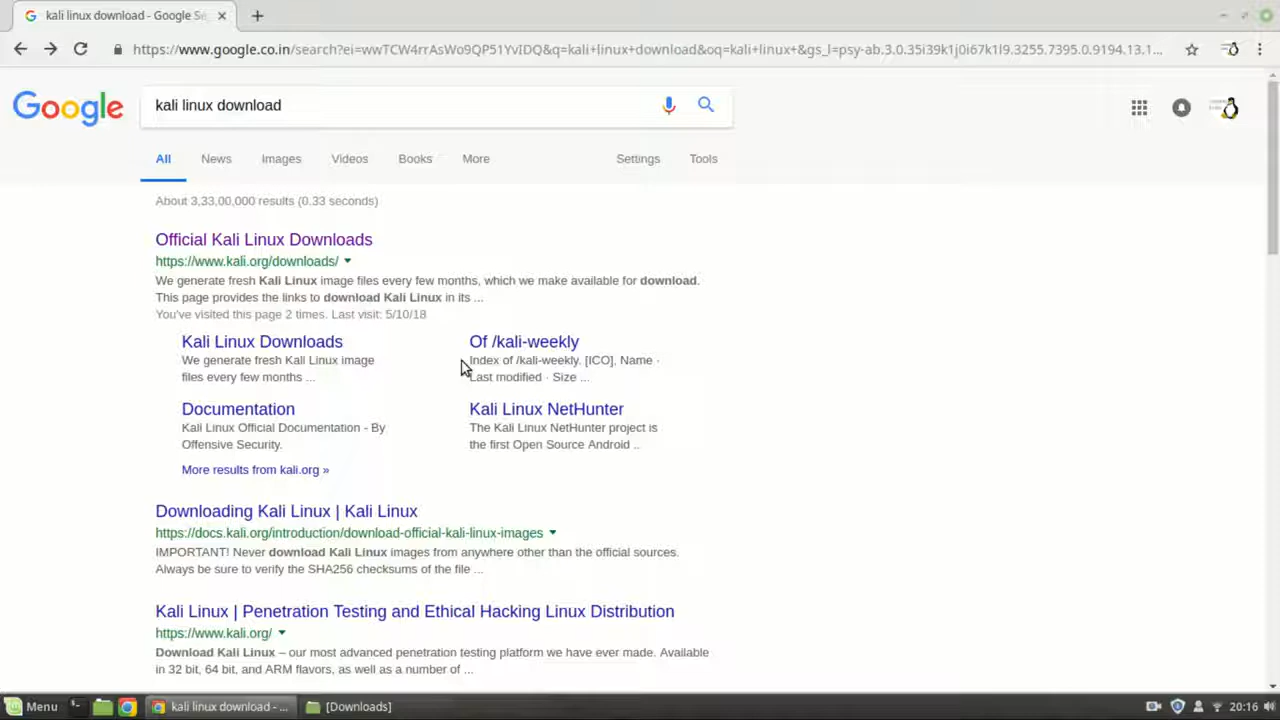 kali linux download - Google Se
https://www.google.co.in/search?ei=wwTCW4rrAsWo9QP51YvIDQ&q=kali+linux+download&oq=kali+linux+&gs_l=psy-ab.3.0.35i39k1j0i67k1l9.3255.7395.0.9194.13.1...
Google
kali linux download
All News Images Videos Books More Settings Tools
About 3,33,00,000 results (0.33 seconds)
Official Kali Linux Downloads
https://www.kali.org/downloads/
We generate fresh Kali Linux image files every few months, which we make available for download.
This page provides the links to download Kali Linux in its ...
You've visited this page 2 times. Last visit: 5/10/18
Kali Linux Downloads
We generate fresh Kali Linux image
files every few months ...
Of /kali-weekly
Index of /kali-weekly. [ICO], Name ·
Last modified · Size ...
Documentation
Kali Linux Official Documentation - By
Offensive Security.
Kali Linux NetHunter
The Kali Linux NetHunter project is
the first Open Source Android ..
More results from kali.org »
Downloading Kali Linux | Kali Linux
https://docs.kali.org/introduction/download-official-kali-linux-images
IMPORTANT! Never download Kali Linux images from anywhere other than the official sources.
Always be sure to verify the SHA256 checksums of the file ...
Kali Linux | Penetration Testing and Ethical Hacking Linux Distribution
https://www.kali.org/
Download Kali Linux – our most advanced penetration testing platform we have ever made. Available
in 32 bit, 64 bit, and ARM flavors, as well as a number of ...
Menu kali linux download - ... [Downloads] 20:16